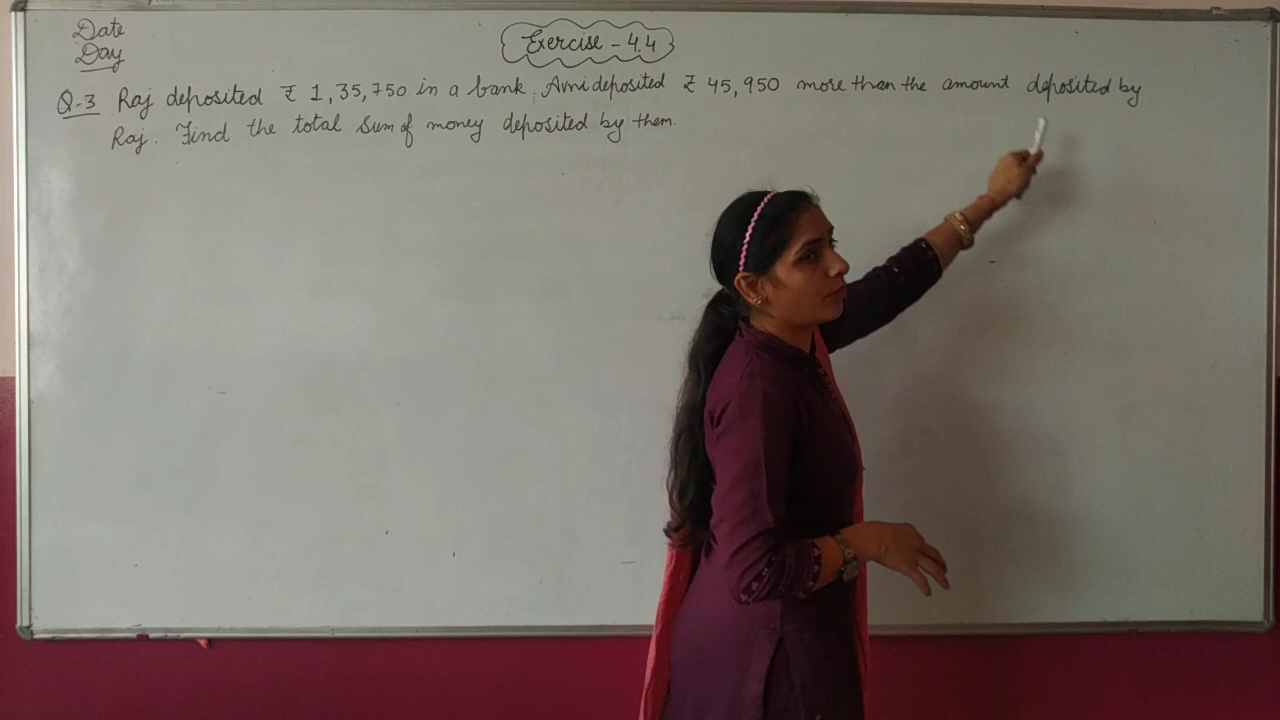 Date
Day
Exercise - 4.4
Q-3 Raj deposited ₹ 1,35,750 in a bank. Avni deposited ₹ 45,950 more than the amount deposited by
Raj. Find the total sum of money deposited by them.